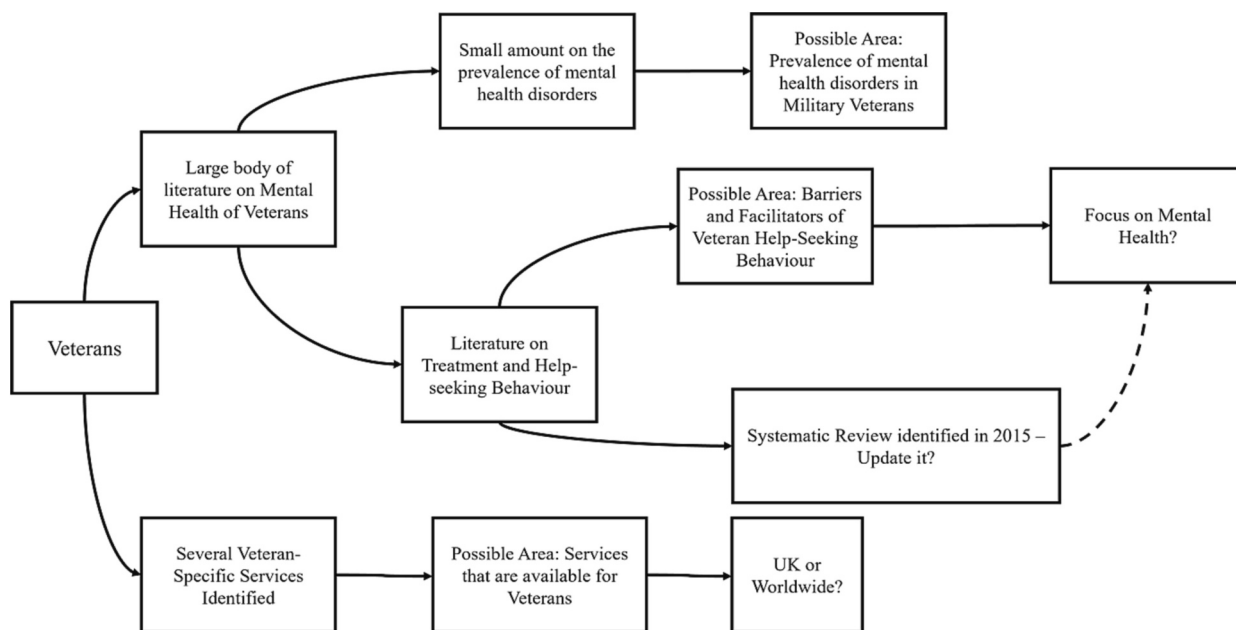 Small amount on the
prevalence of mental
health disorders
Possible Area:
Prevalence of mental
health disorders in
Military Veterans
Large body of
literature on Mental
Health of Veterans
Possible Area: Barriers
and Facilitators of
Veteran Help-Seeking
Behaviour
Focus on Mental
Health?
Veterans
Literature on
Treatment and Help-
seeking Behaviour
Systematic Review identified in 2015 –
Update it?
Several Veteran-
Specific Services
Identified
Possible Area: Services
that are available for
Veterans
UK or
Worldwide?